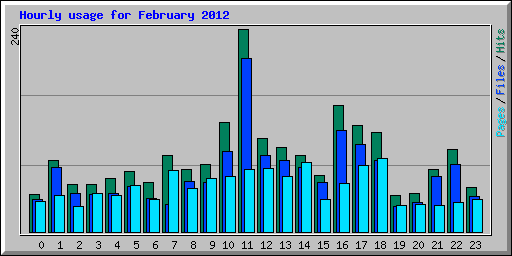 Hourly usage for February 2012
240
Pages/Files/Hits
0 1 2 3 4 5 6 7 8 9 10 11 12 13 14 15 16 17 18 19 20 21 22 23